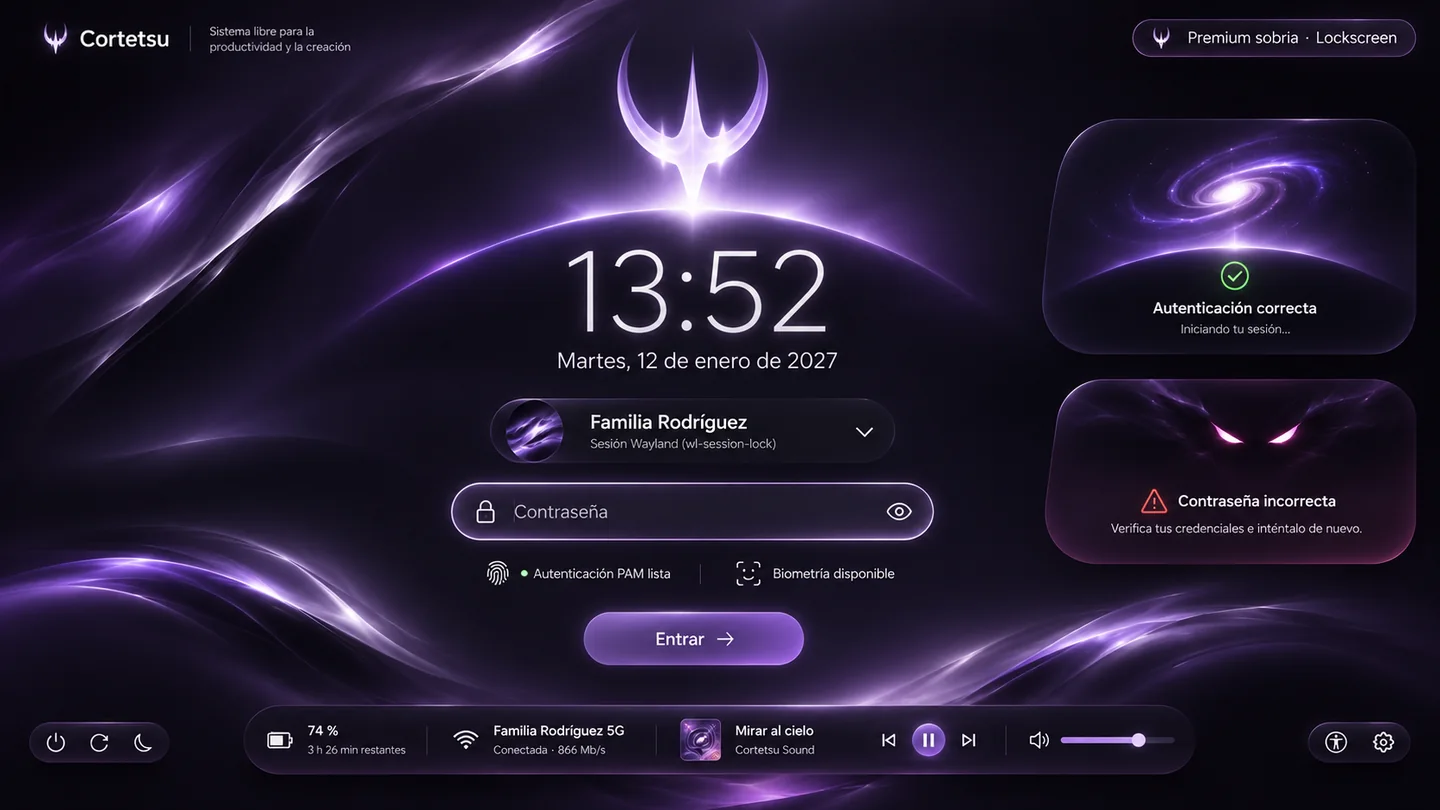 Cortetsu
Sistema libre para la
productividad y la creación
Premium sobria · Lockscreen
13:52
Martes, 12 de enero de 2027
Familia Rodríguez
Sesión Wayland (wl-session-lock)
Contraseña
Autenticación PAM lista
Biometría disponible
Entrar →
Autenticación correcta
Iniciando tu sesión...
Contraseña incorrecta
Verifica tus credenciales e inténtalo de nuevo.
74 %
3 h 26 min restantes
Familia Rodríguez 5G
Conectada · 866 Mb/s
Mirar al cielo
Cortetsu Sound